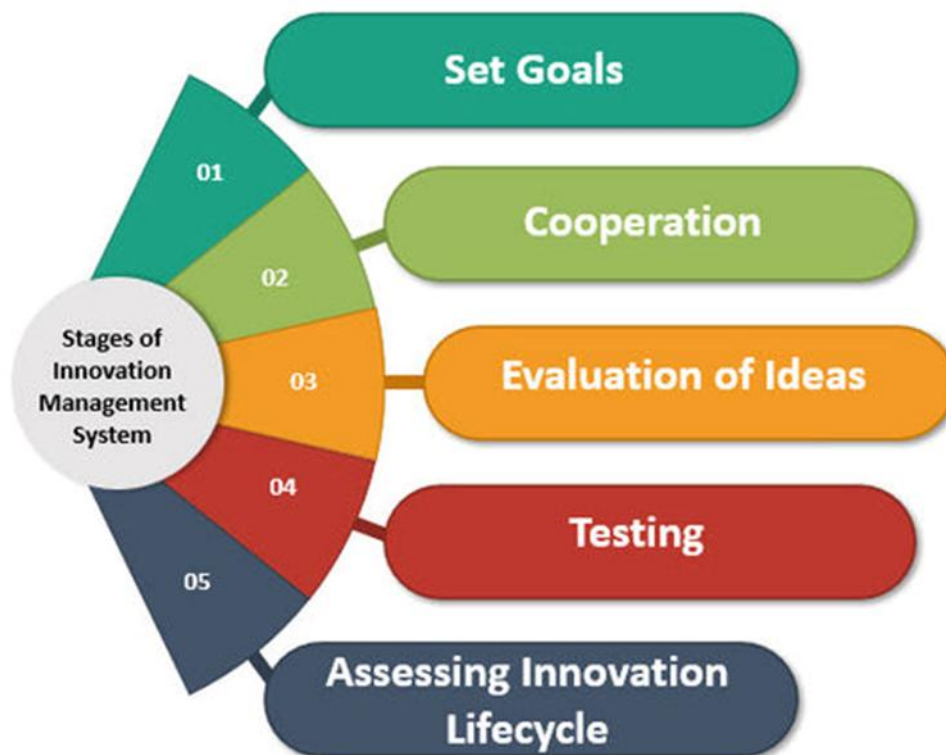 Stages of
Innovation
Management
System
01
Set Goals
02
Cooperation
03
Evaluation of Ideas
04
Testing
05
Assessing Innovation
Lifecycle